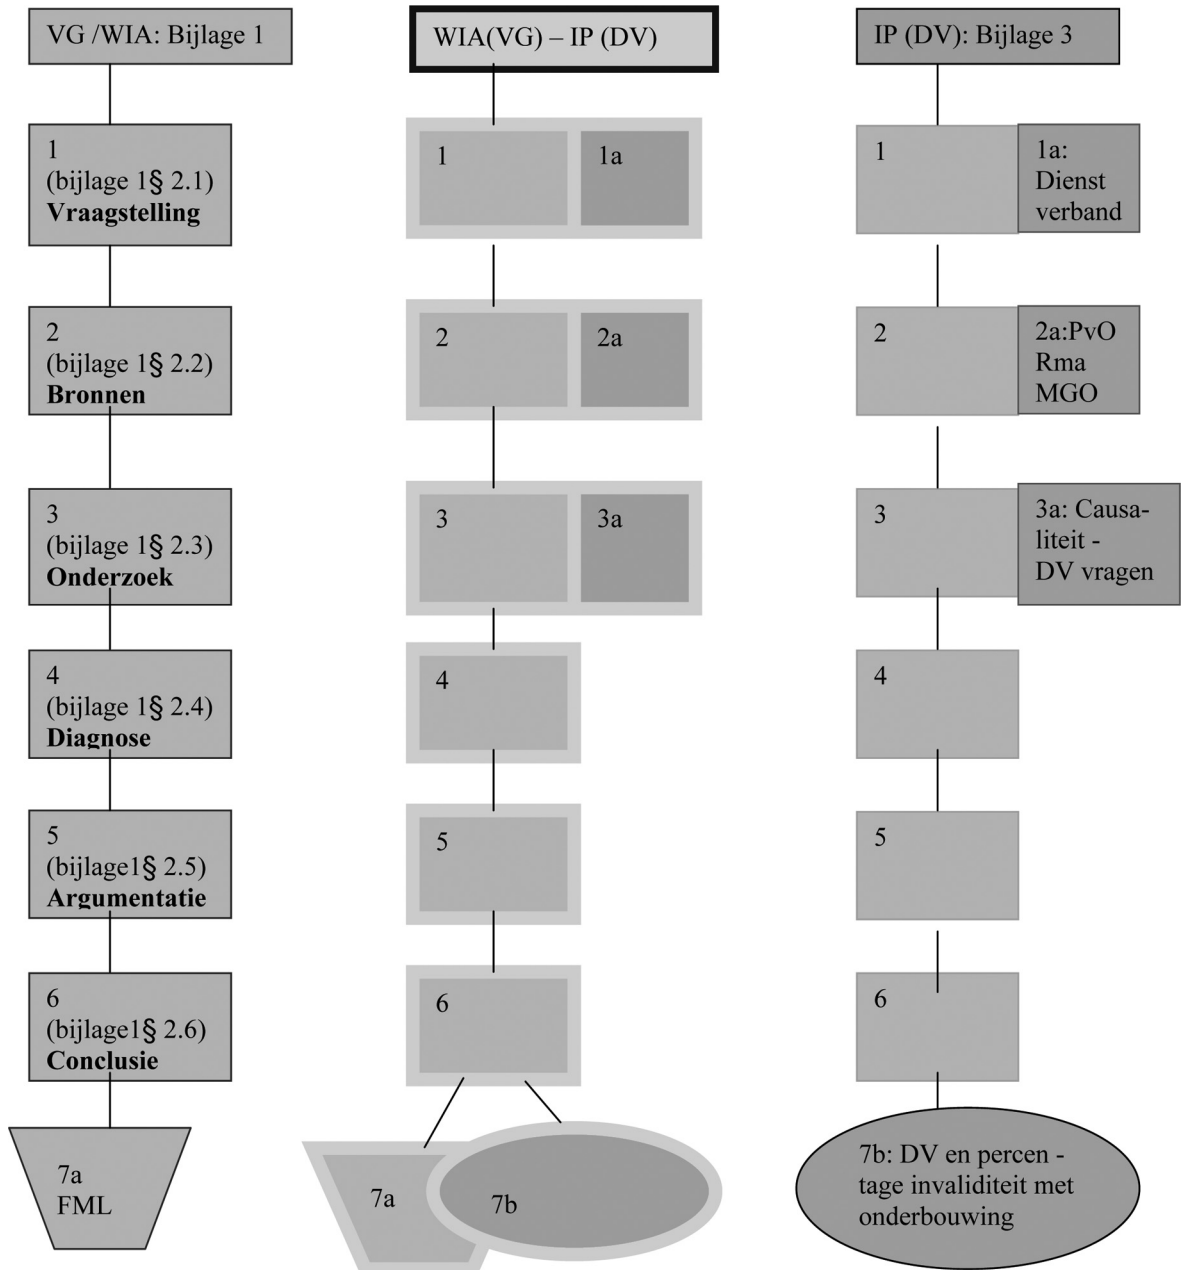 VG /WIA: Bijlage 1
1
(bijlage 1§ 2.1)
Vraagstelling
2
(bijlage 1§ 2.2)
Bronnen
3
(bijlage 1§ 2.3)
Onderzoek
4
(bijlage 1§ 2.4)
Diagnose
5
(bijlage1§ 2.5)
Argumentatie
6
(bijlage1§ 2.6)
Conclusie
7a
FML
WIA(VG) – IP (DV)
1
1a
2
2a
3
3a
4
5
6
7a
7b
IP (DV): Bijlage 3
1
1a:
Dienst
verband
2
2a:PvO
Rma
MGO
3
3a: Causa-
liteit -
DV vragen
4
5
6
7b: DV en percen -
tage invaliditeit met
onderbouwing